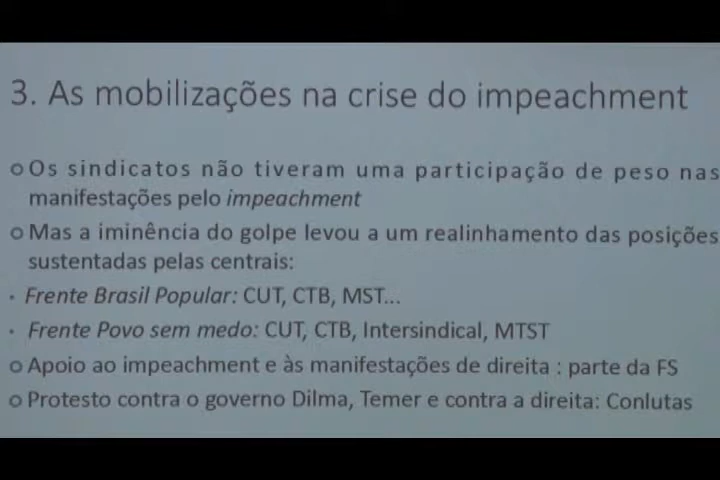 3. As mobilizações na crise do impeachment
Os sindicatos não tiveram uma participação de peso nas
manifestações pelo impeachment
Mas a iminência do golpe levou a um realinhamento das posições
sustentadas pelas centrais:
Frente Brasil Popular: CUT, CTB, MST...
Frente Povo sem medo: CUT, CTB, Intersindical, MTST
Apoio ao impeachment e às manifestações de direita : parte da FS
Protesto contra o governo Dilma, Temer e contra a direita: Conlutas